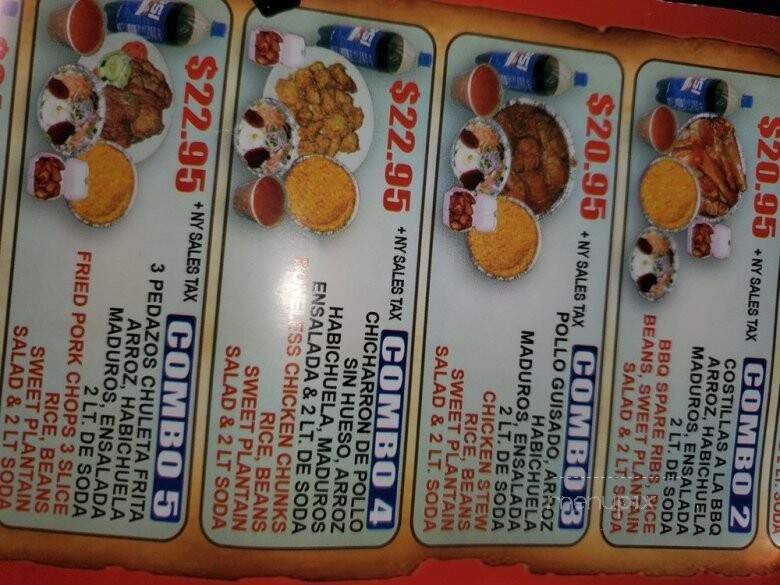 $20.95
+ NY SALES TAX
COMBO 2
COSTILLAS A LA BBQ
ARROZ, HABICHUELA
MADUROS, ENSALADA
2 LT. DE SODA
BBQ SPARE RIBS, RICE
BEANS, SWEET PLANTAIN
SALAD & 2 LT. SODA
$20.95
+ NY SALES TAX
COMBO 3
POLLO GUISADO, ARROZ
HABICHUELA
MADUROS, ENSALADA
2 LT. DE SODA
CHICKEN STEW
RICE, BEANS
SWEET PLANTAIN
SALAD & 2 LT. SODA
$22.95
+ NY SALES TAX
COMBO 4
CHICHARRON DE POLLO
SIN HUESO, ARROZ
HABICHUELA, MADUROS
ENSALADA & 2 LT. DE SODA
BONELESS CHICKEN CHUNKS
RICE, BEANS
SWEET PLANTAIN
SALAD & 2 LT SODA
$22.95
+ NY SALES TAX
COMBO 5
3 PEDAZOS CHULETA FRITA
ARROZ, HABICHUELA
MADUROS, ENSALADA
2 LT. DE SODA
FRIED PORK CHOPS 3 SLICE
RICE, BEANS
SWEET PLANTAIN
SALAD & 2 LT SODA
menupix